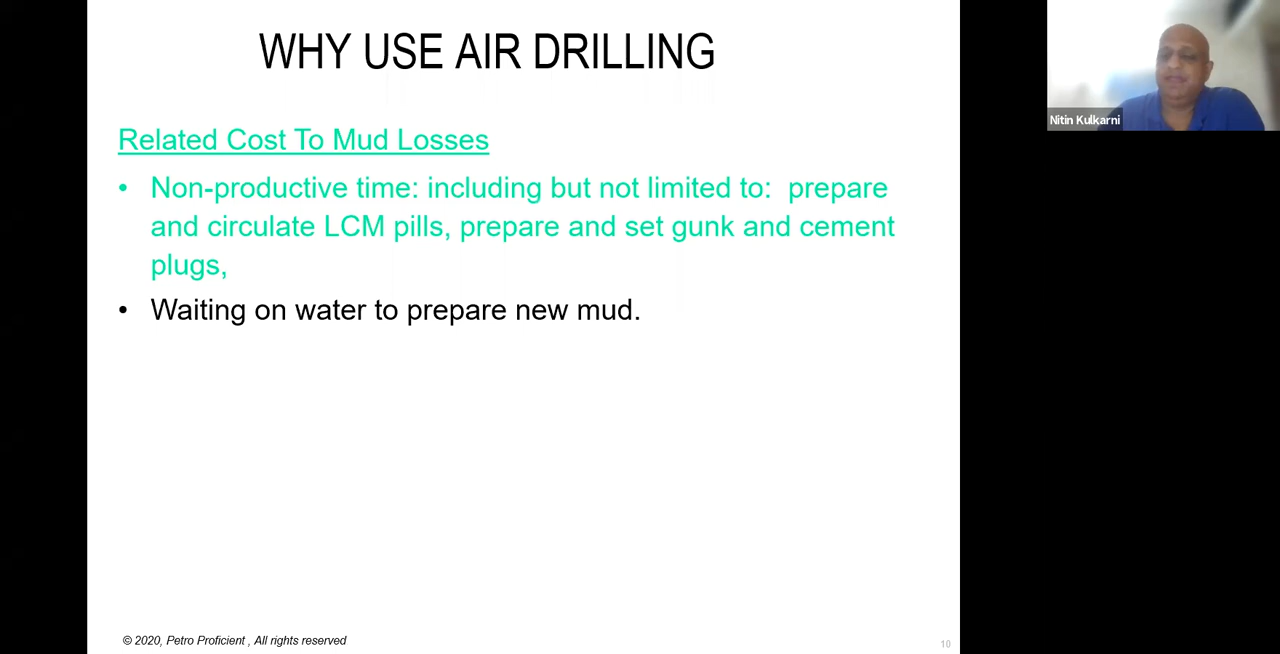 WHY USE AIR DRILLING
Nitin Kulkarni
Related Cost To Mud Losses
• Non-productive time: including but not limited to:  prepare
and circulate LCM pills, prepare and set gunk and cement
plugs,
• Waiting on water to prepare new mud.
© 2020, Petro Proficient , All rights reserved
10